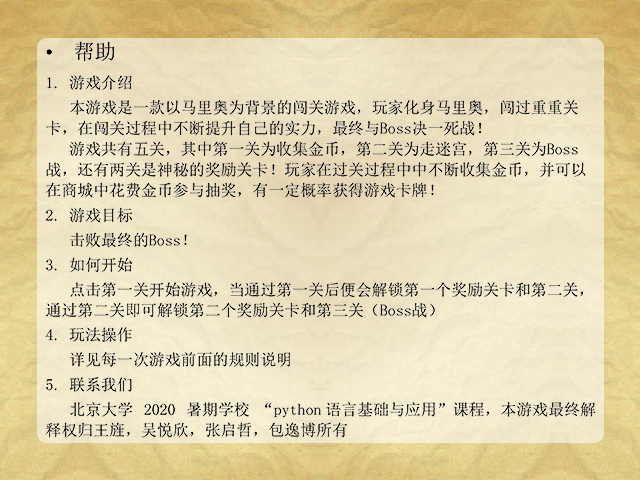 • 帮助
1. 游戏介绍
本游戏是一款以马里奥为背景的闯关游戏，玩家化身马里奥，闯过重重关
卡，在闯关过程中不断提升自己的实力，最终与Boss决一死战！
游戏共有五关，其中第一关为收集金币，第二关为走迷宫，第三关为Boss
战，还有两关是神秘的奖励关卡！玩家在过关过程中中不断收集金币，并可以
在商城中花费金币参与抽奖，有一定概率获得游戏卡牌！
2. 游戏目标
击败最终的Boss！
3. 如何开始
点击第一关开始游戏，当通过第一关后便会解锁第一个奖励关卡和第二关，
通过第二关即可解锁第二个奖励关卡和第三关（Boss战）
4. 玩法操作
详见每一次游戏前面的规则说明
5. 联系我们
北京大学 2020 暑期学校 “python语言基础与应用”课程，本游戏最终解
释权归王旌，吴悦欣，张启哲，包逸博所有